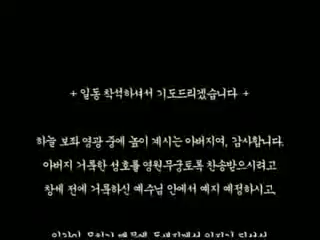 + 일동 착석하셔서 기도드리겠습니다 +
하늘 보좌 영광 중에 높이 계시는 아버지여, 감사합니다.
아버지 거룩한 성호를 영원무궁토록 찬송받으시려고
창세 전에 거룩하신 예수님 안에서 예지 예정하시고,